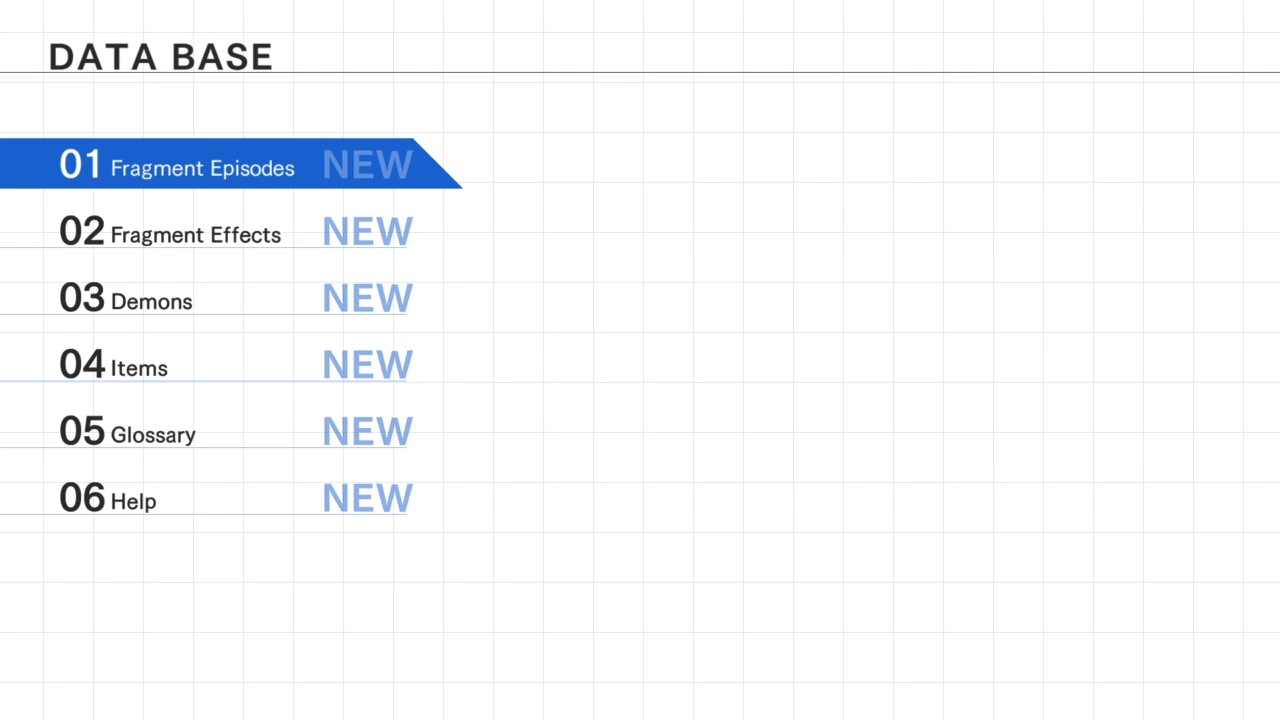 DATA BASE
01 Fragment Episodes NEW
02 Fragment Effects NEW
03 Demons NEW
04 Items NEW
05 Glossary NEW
06 Help NEW